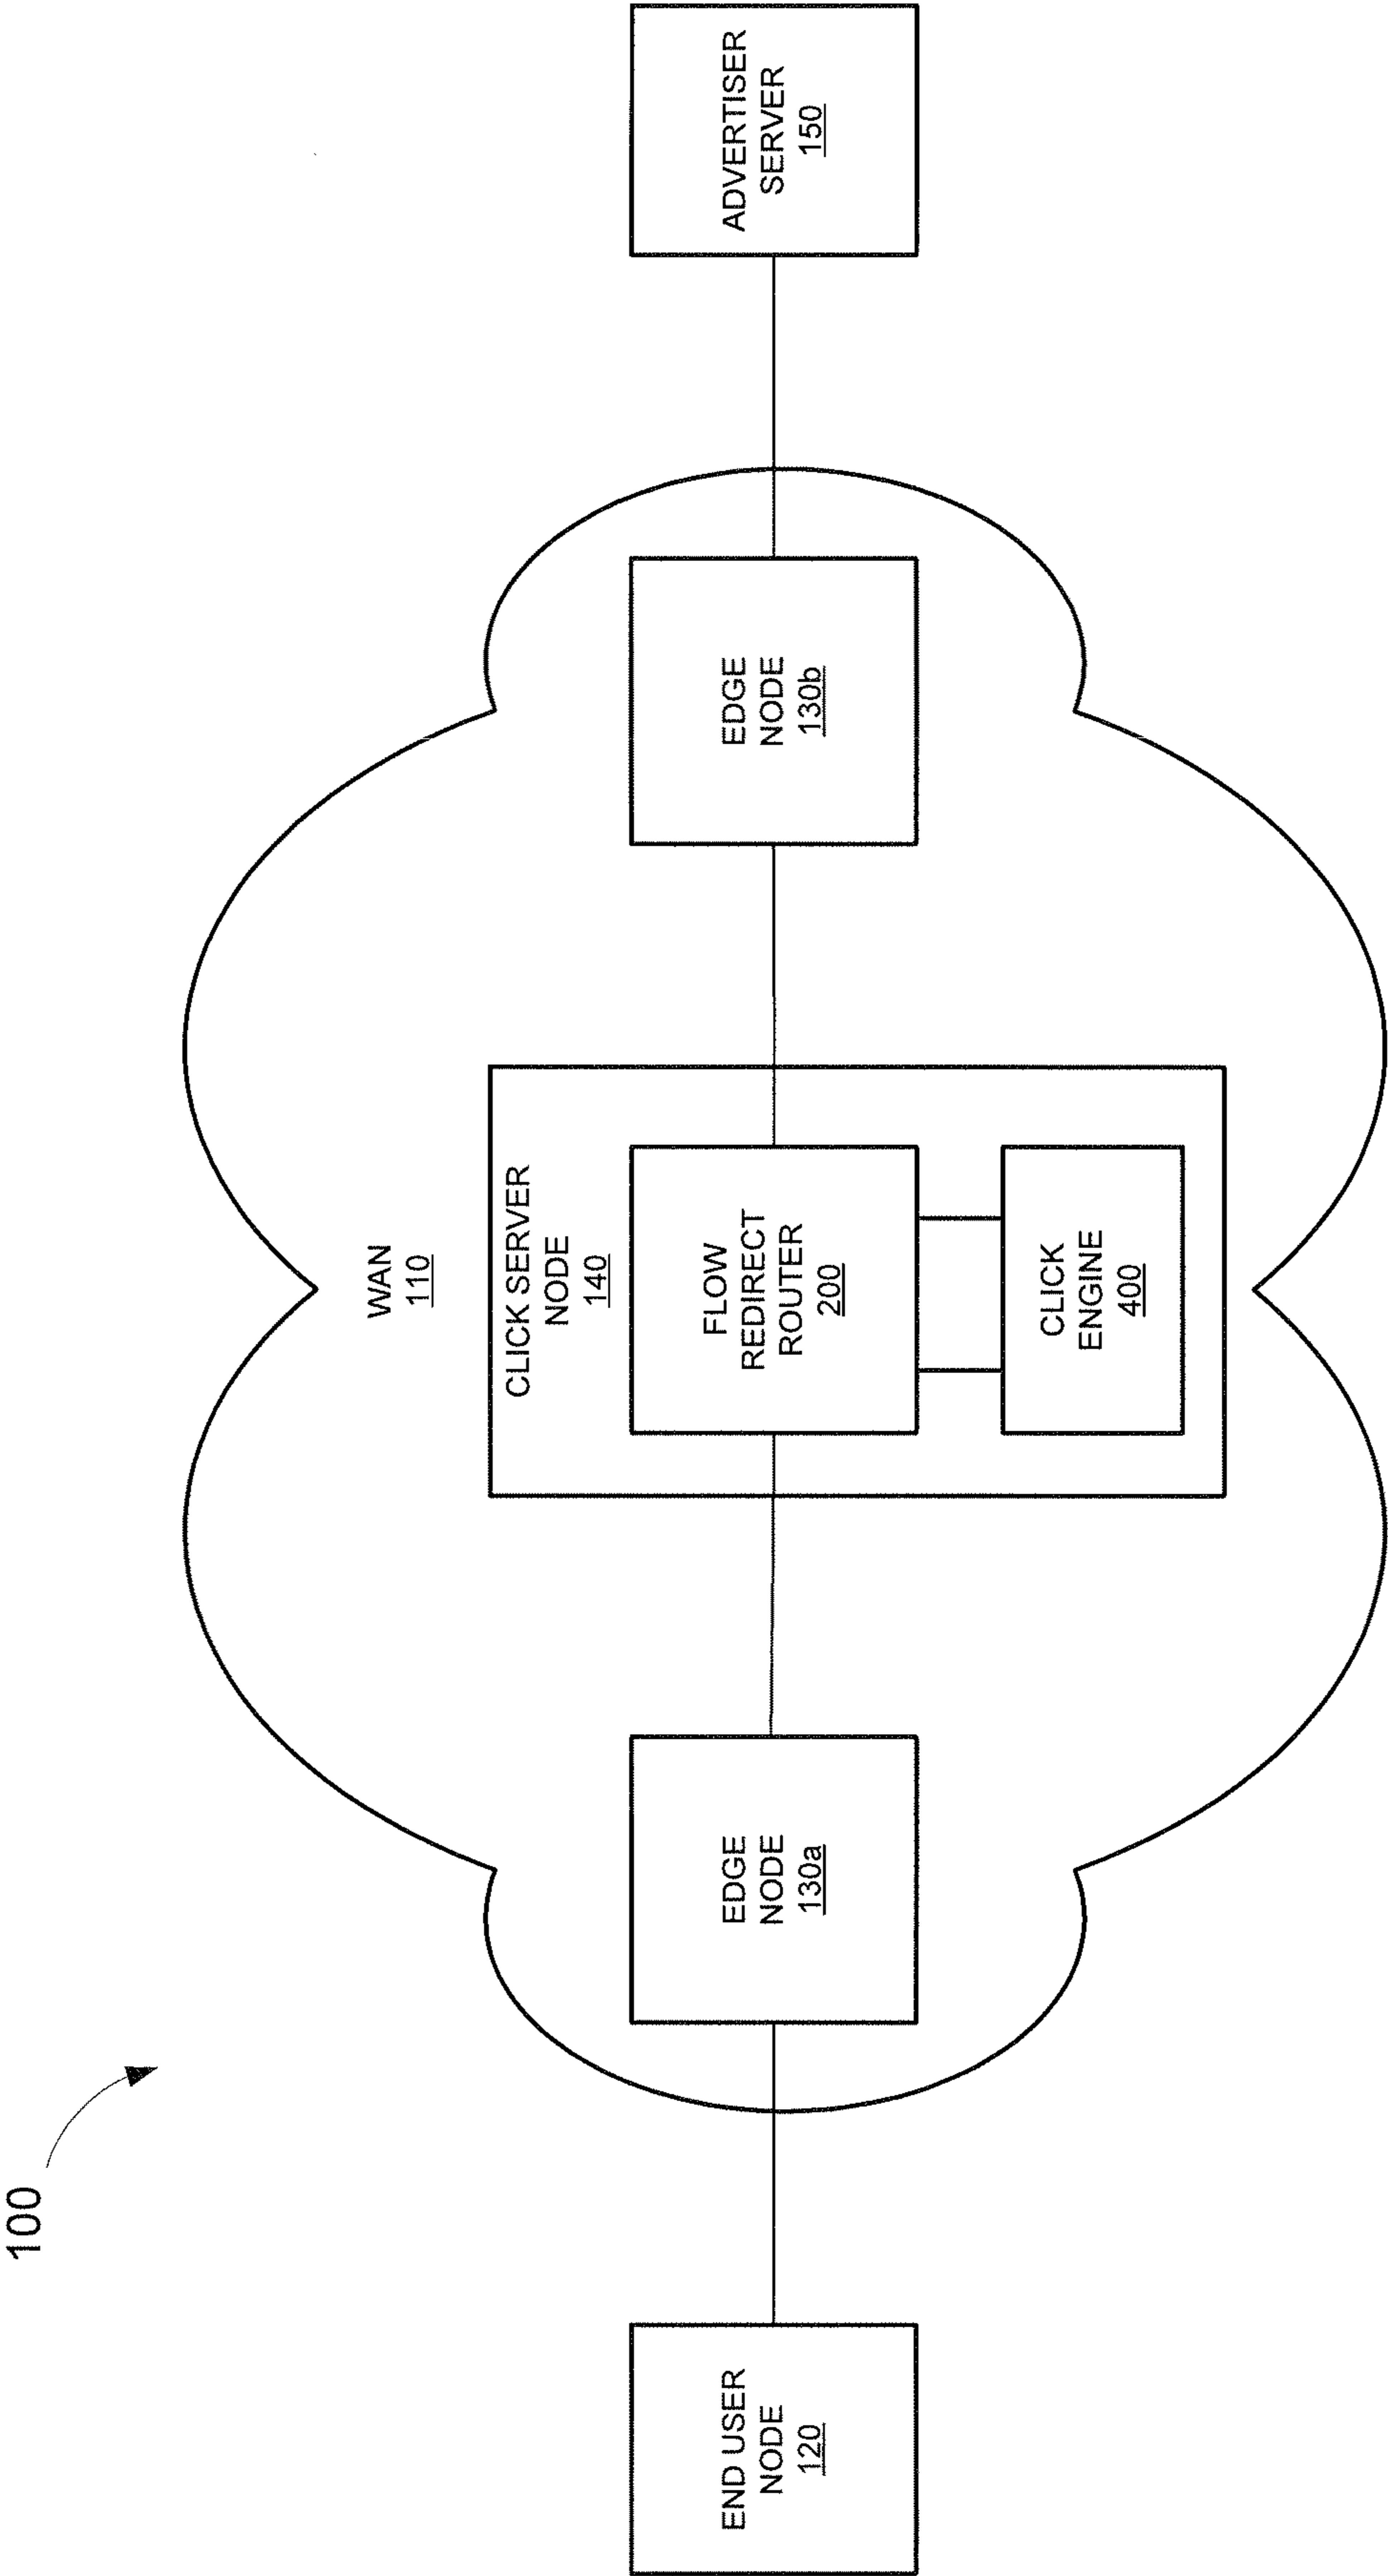 100
WAN
110
END USER
NODE
120
EDGE
NODE
130a
CLICK SERVER
NODE
140
FLOW
REDIRECT
ROUTER
200
CLICK
ENGINE
400
EDGE
NODE
130b
ADVERTISER
SERVER
150